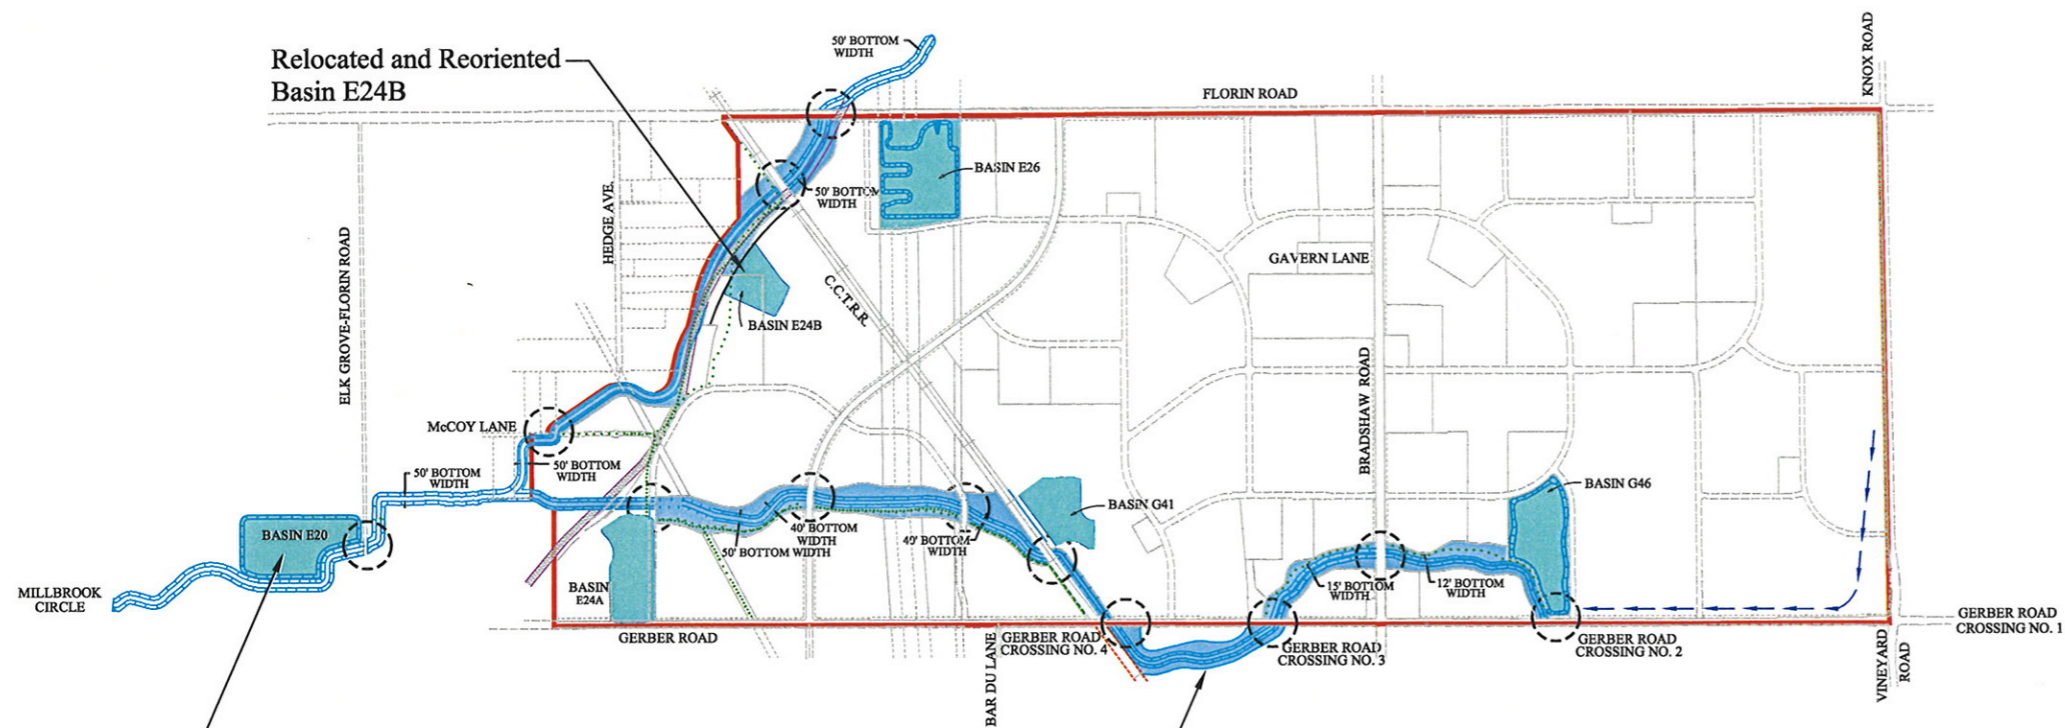 Relocated and Reoriented
Basin E24B
50' BOTTOM
WIDTH
FLORIN ROAD
KNOX ROAD
BASIN E26
50' BOTTOM
WIDTH
HEDGE AVE.
ELK GROVE-FLORIN ROAD
GAVERN LANE
C.C.T.R.R.
BASIN E24B
BRADSHAW ROAD
McCOY LANE
50' BOTTOM
WIDTH
50' BOTTOM
WIDTH
BASIN G46
BASIN G41
BASIN E20
40' BOTTOM
WIDTH
50' BOTTOM
WIDTH
40' BOTTOM
WIDTH
MILLBROOK
CIRCLE
BASIN
E24A
15' BOTTOM
WIDTH
12' BOTTOM
WIDTH
GERBER ROAD
BAR DU LANE
GERBER ROAD
CROSSING NO. 4
GERBER ROAD
CROSSING NO. 3
GERBER ROAD
CROSSING NO. 2
GERBER ROAD
CROSSING NO. 1
VINEYARD
ROAD